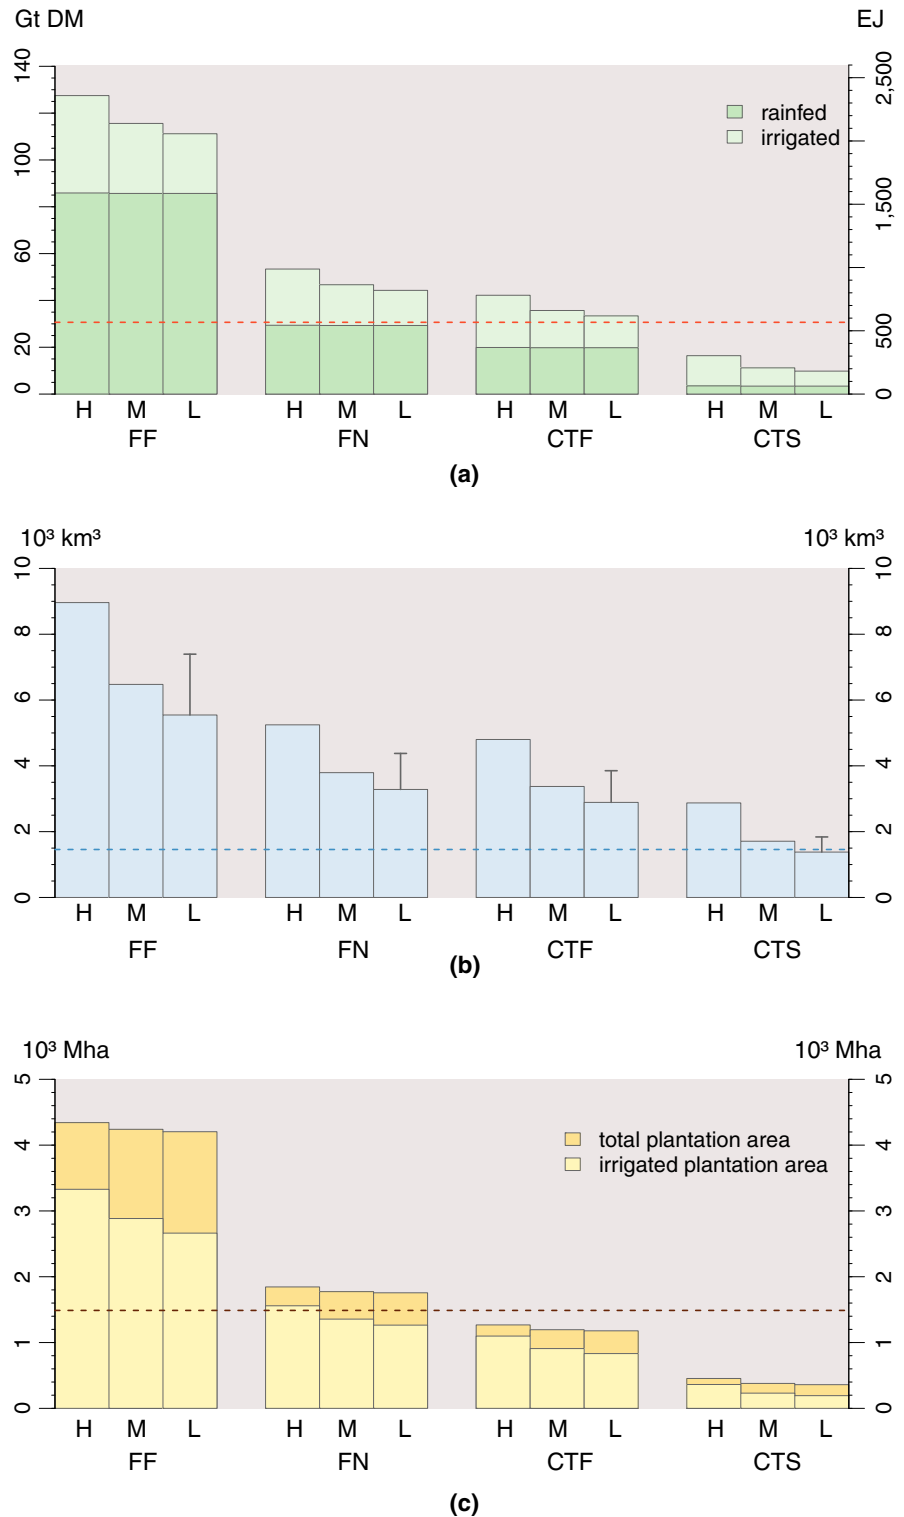 Gt DM EJ
140
100
60
20
0
2,500
1,500
500
0
rainfed
irrigated
H M L H M L H M L H M L
FF FN CTF CTS
(a)
10³ km³ 10³ km³
10
8
6
4
2
0
10
8
6
4
2
0
H M L H M L H M L H M L
FF FN CTF CTS
(b)
10³ Mha 10³ Mha
5
4
3
2
1
0
5
4
3
2
1
0
total plantation area
irrigated plantation area
H M L H M L H M L H M L
FF FN CTF CTS
(c)